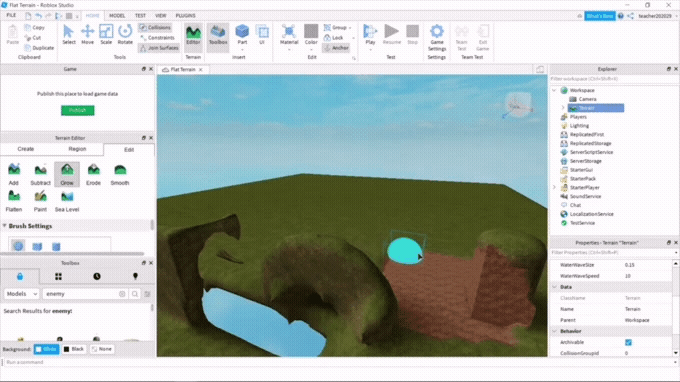 Flat Terrain - Roblox Studio
FILE HOME MODEL TEST VIEW PLUGINS What's New teacher202029
Paste Copy Cut Duplicate Select Move Scale Rotate Collisions Constraints Join Surfaces Editor Toolbox Part UI Material Color Group Lock Anchor Play Resume Stop Game Settings Team Test Exit Game
Clipboard Tools Terrain Insert Edit Test Settings Team Test
Game
Publish this place to load game data
Publish
Terrain Editor
Create Region Edit
Add Subtract Grow Erode Smooth
Flatten Paint Sea Level
Brush Settings
Toolbox
Models enemy
Search Results for enemy:
Background: White Black None
Run a command
Flat Terrain
Explorer
Filter workspace (Ctrl+Shift+X)
Workspace
Camera
Terrain
Players
Lighting
ReplicatedFirst
ReplicatedStorage
ServerScriptService
ServerStorage
StarterGui
StarterPack
StarterPlayer
SoundService
Chat
LocalizationService
TestService
Properties - Terrain "Terrain"
Filter Properties (Ctrl+Shift+P)
WaterWaveSize 0.15
WaterWaveSpeed 10
Data
ClassName Terrain
Name Terrain
Parent Workspace
Behavior
Archivable
CollisionGroupId 0